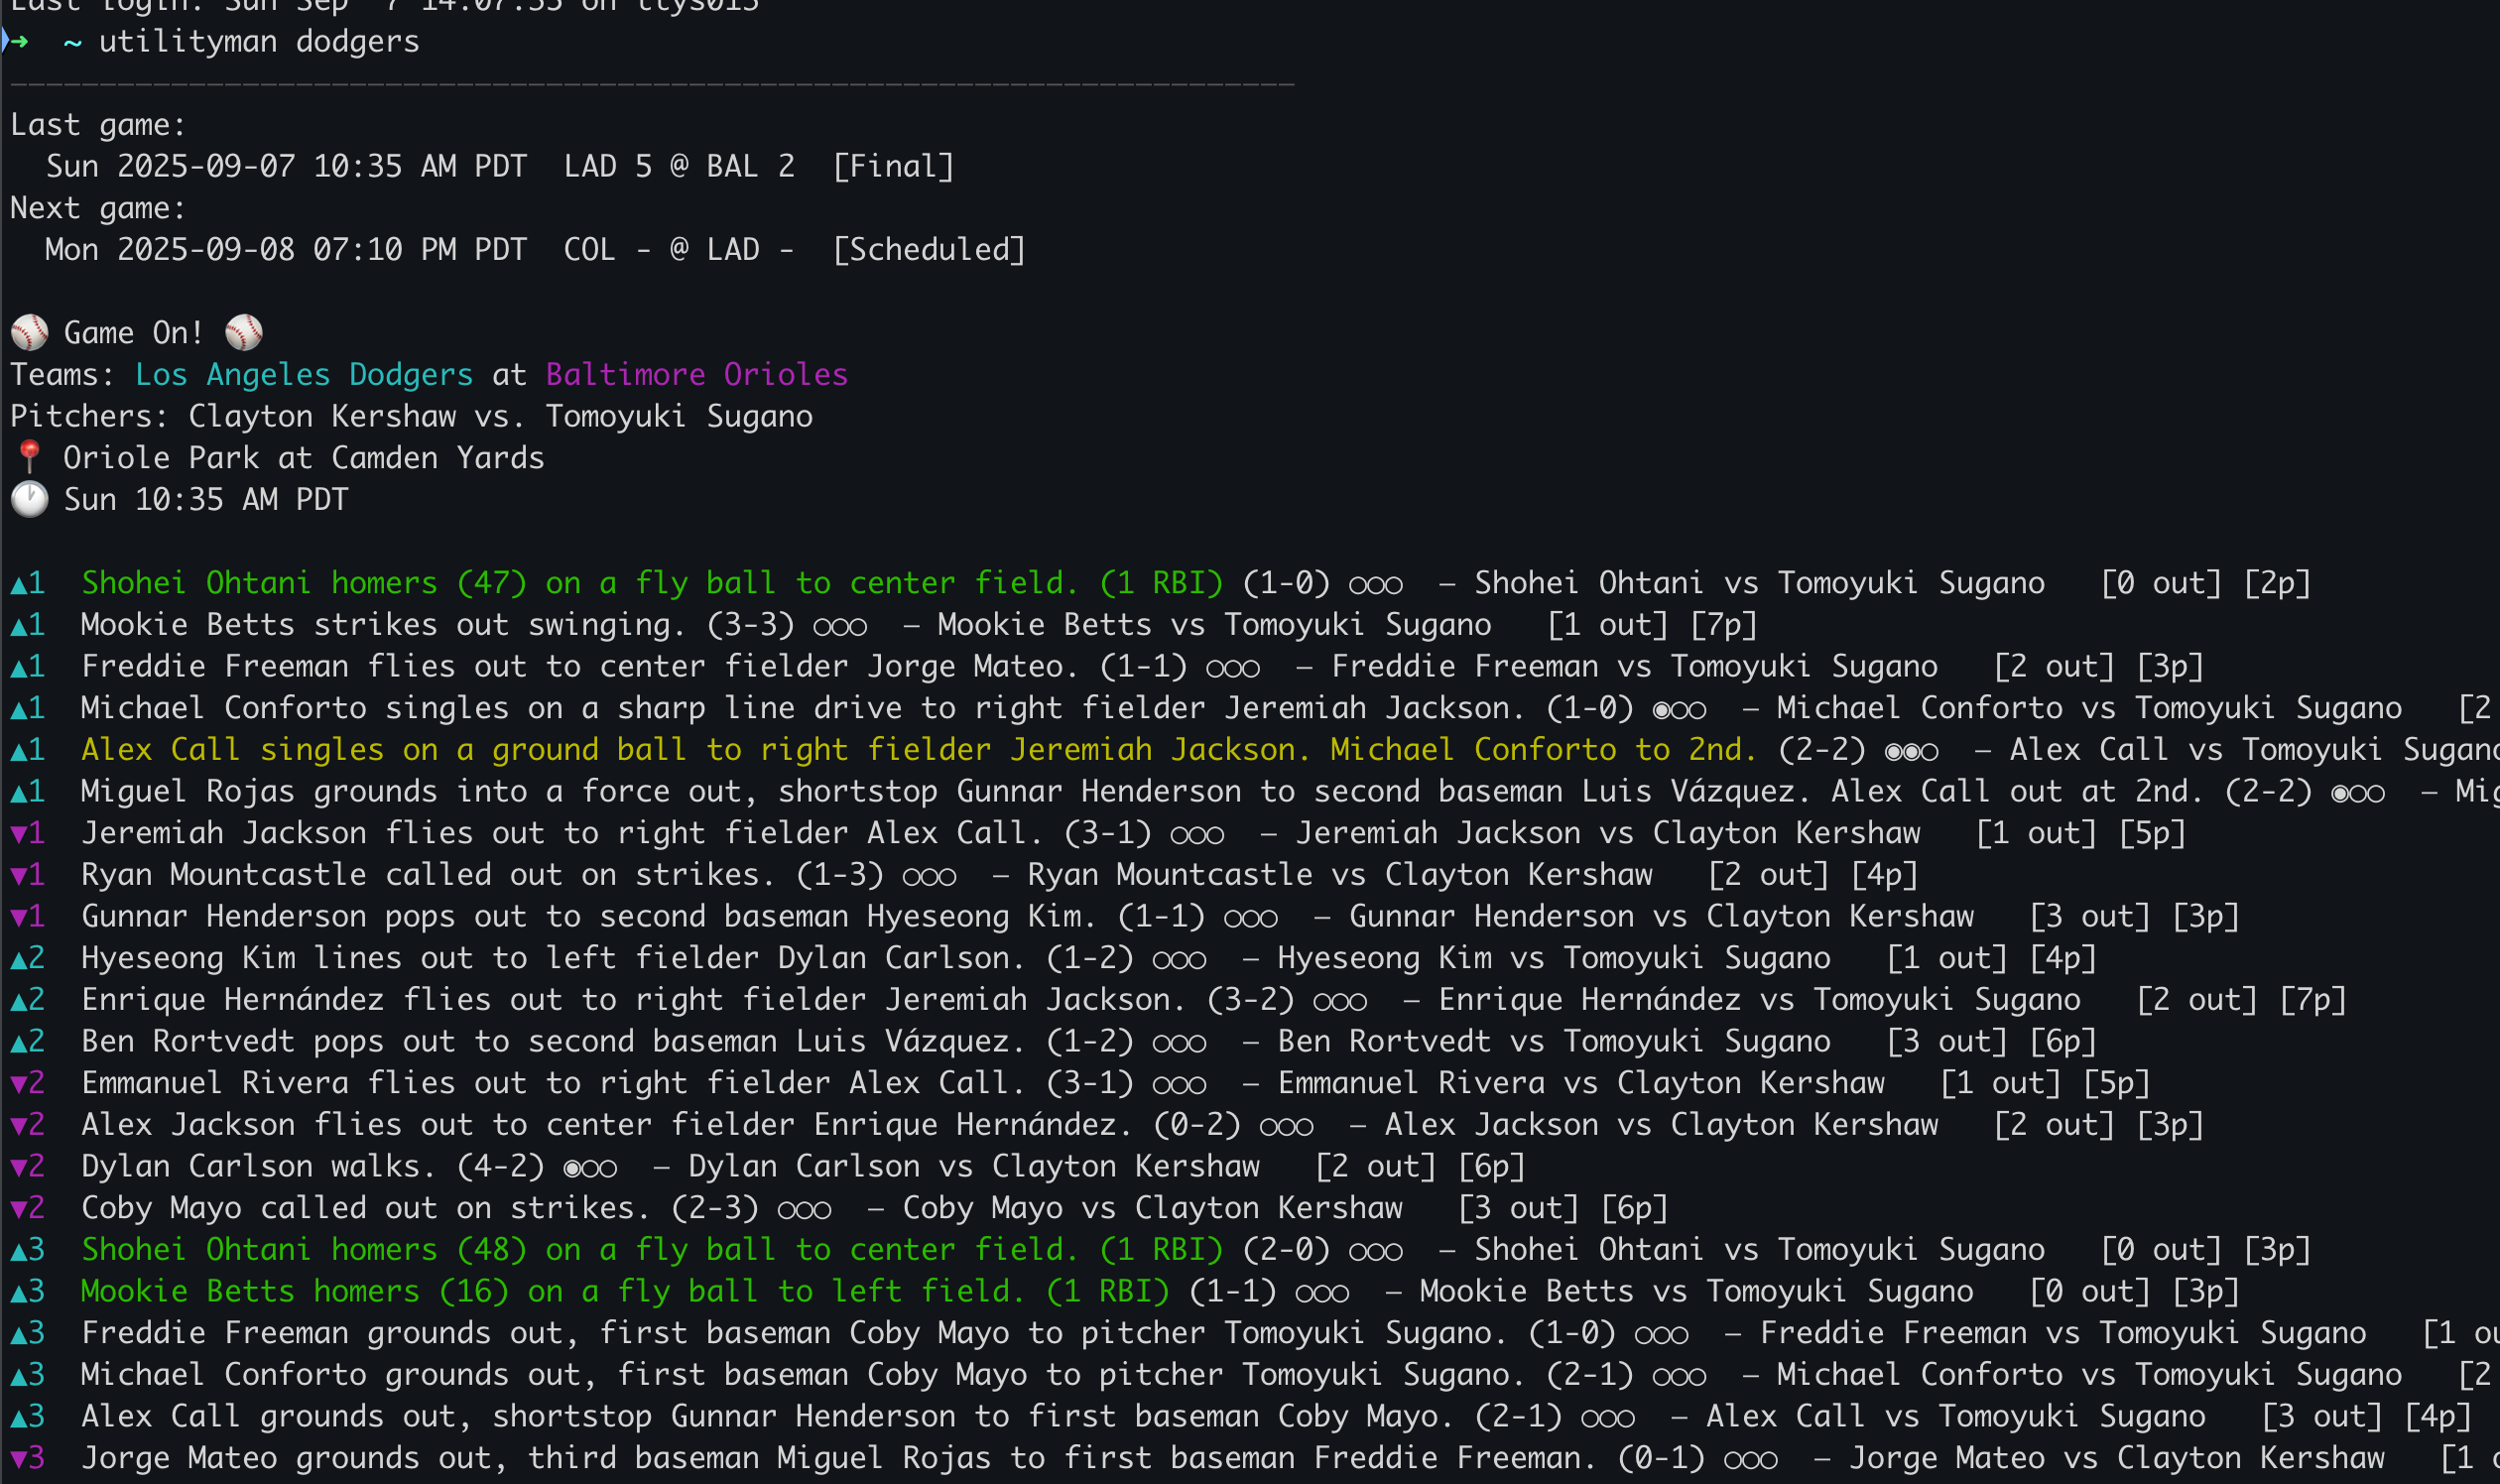 Last login: Sun Sep  7 14:07:55 on ttys015
➜  ~ utilityman dodgers
————————————————————————————————————————————————————————————————————————
Last game:
  Sun 2025-09-07 10:35 AM PDT  LAD 5 @ BAL 2  [Final]
Next game:
  Mon 2025-09-08 07:10 PM PDT  COL - @ LAD -  [Scheduled]
⚾ Game On! ⚾
Teams: Los Angeles Dodgers at Baltimore Orioles
Pitchers: Clayton Kershaw vs. Tomoyuki Sugano
📍 Oriole Park at Camden Yards
🕐 Sun 10:35 AM PDT
▲1  Shohei Ohtani homers (47) on a fly ball to center field. (1 RBI) (1-0) ○○○  — Shohei Ohtani vs Tomoyuki Sugano   [0 out] [2p]
▲1  Mookie Betts strikes out swinging. (3-3) ○○○  — Mookie Betts vs Tomoyuki Sugano   [1 out] [7p]
▲1  Freddie Freeman flies out to center fielder Jorge Mateo. (1-1) ○○○  — Freddie Freeman vs Tomoyuki Sugano   [2 out] [3p]
▲1  Michael Conforto singles on a sharp line drive to right fielder Jeremiah Jackson. (1-0) ◉○○  — Michael Conforto vs Tomoyuki Sugano   [2
▲1  Alex Call singles on a ground ball to right fielder Jeremiah Jackson. Michael Conforto to 2nd. (2-2) ◉◉○  — Alex Call vs Tomoyuki Sugano
▲1  Miguel Rojas grounds into a force out, shortstop Gunnar Henderson to second baseman Luis Vázquez. Alex Call out at 2nd. (2-2) ◉○○  — Mig
▼1  Jeremiah Jackson flies out to right fielder Alex Call. (3-1) ○○○  — Jeremiah Jackson vs Clayton Kershaw   [1 out] [5p]
▼1  Ryan Mountcastle called out on strikes. (1-3) ○○○  — Ryan Mountcastle vs Clayton Kershaw   [2 out] [4p]
▼1  Gunnar Henderson pops out to second baseman Hyeseong Kim. (1-1) ○○○  — Gunnar Henderson vs Clayton Kershaw   [3 out] [3p]
▲2  Hyeseong Kim lines out to left fielder Dylan Carlson. (1-2) ○○○  — Hyeseong Kim vs Tomoyuki Sugano   [1 out] [4p]
▲2  Enrique Hernández flies out to right fielder Jeremiah Jackson. (3-2) ○○○  — Enrique Hernández vs Tomoyuki Sugano   [2 out] [7p]
▲2  Ben Rortvedt pops out to second baseman Luis Vázquez. (1-2) ○○○  — Ben Rortvedt vs Tomoyuki Sugano   [3 out] [6p]
▼2  Emmanuel Rivera flies out to right fielder Alex Call. (3-1) ○○○  — Emmanuel Rivera vs Clayton Kershaw   [1 out] [5p]
▼2  Alex Jackson flies out to center fielder Enrique Hernández. (0-2) ○○○  — Alex Jackson vs Clayton Kershaw   [2 out] [3p]
▼2  Dylan Carlson walks. (4-2) ◉○○  — Dylan Carlson vs Clayton Kershaw   [2 out] [6p]
▼2  Coby Mayo called out on strikes. (2-3) ○○○  — Coby Mayo vs Clayton Kershaw   [3 out] [6p]
▲3  Shohei Ohtani homers (48) on a fly ball to center field. (1 RBI) (2-0) ○○○  — Shohei Ohtani vs Tomoyuki Sugano   [0 out] [3p]
▲3  Mookie Betts homers (16) on a fly ball to left field. (1 RBI) (1-1) ○○○  — Mookie Betts vs Tomoyuki Sugano   [0 out] [3p]
▲3  Freddie Freeman grounds out, first baseman Coby Mayo to pitcher Tomoyuki Sugano. (1-0) ○○○  — Freddie Freeman vs Tomoyuki Sugano   [1 ou
▲3  Michael Conforto grounds out, first baseman Coby Mayo to pitcher Tomoyuki Sugano. (2-1) ○○○  — Michael Conforto vs Tomoyuki Sugano   [2
▲3  Alex Call grounds out, shortstop Gunnar Henderson to first baseman Coby Mayo. (2-1) ○○○  — Alex Call vs Tomoyuki Sugano   [3 out] [4p]
▼3  Jorge Mateo grounds out, third baseman Miguel Rojas to first baseman Freddie Freeman. (0-1) ○○○  — Jorge Mateo vs Clayton Kershaw   [1 o